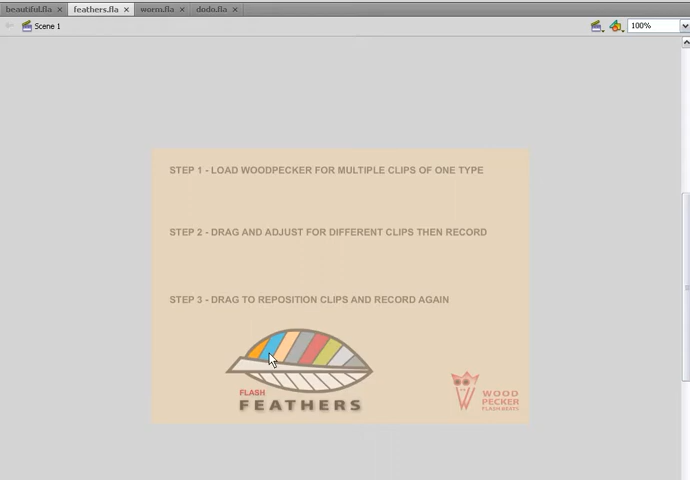 beautiful.fla
feathers.fla
worm.fla
dodo.fla
Scene 1
100%
STEP 1 - LOAD WOODPECKER FOR MULTIPLE CLIPS OF ONE TYPE
STEP 2 - DRAG AND ADJUST FOR DIFFERENT CLIPS THEN RECORD
STEP 3 - DRAG TO REPOSITION CLIPS AND RECORD AGAIN
FLASH
FEATHERS
WOOD
PECKER
FLASH BEATS